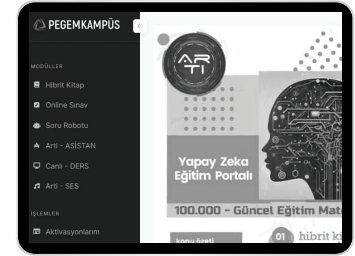 PEGEMKAMPÜS
MODÜLLER
Hibrit Kitap
Online Sınav
Soru Robotu
Arti - ASİSTAN
Canlı - DERS
Arti - SES
İŞLEMLER
Aktivasyonlarım
ARTI
Yapay Zeka
Eğitim Portalı
100.000 - Güncel Eğitim Mat
konu özeti
01 hibrit ki